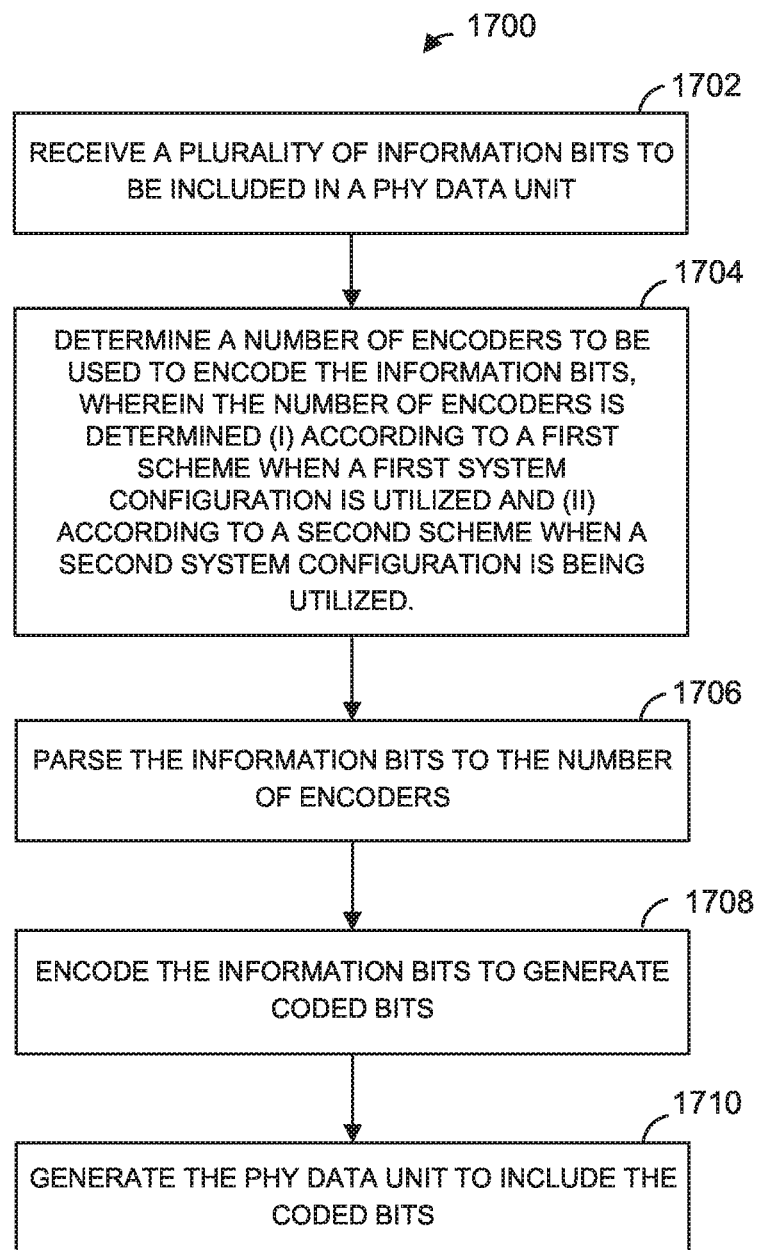 1700
1702
RECEIVE A PLURALITY OF INFORMATION BITS TO
BE INCLUDED IN A PHY DATA UNIT
1704
DETERMINE A NUMBER OF ENCODERS TO BE
USED TO ENCODE THE INFORMATION BITS,
WHEREIN THE NUMBER OF ENCODERS IS
DETERMINED (I) ACCORDING TO A FIRST
SCHEME WHEN A FIRST SYSTEM
CONFIGURATION IS UTILIZED AND (II)
ACCORDING TO A SECOND SCHEME WHEN A
SECOND SYSTEM CONFIGURATION IS BEING
UTILIZED.
1706
PARSE THE INFORMATION BITS TO THE NUMBER
OF ENCODERS
1708
ENCODE THE INFORMATION BITS TO GENERATE
CODED BITS
1710
GENERATE THE PHY DATA UNIT TO INCLUDE THE
CODED BITS